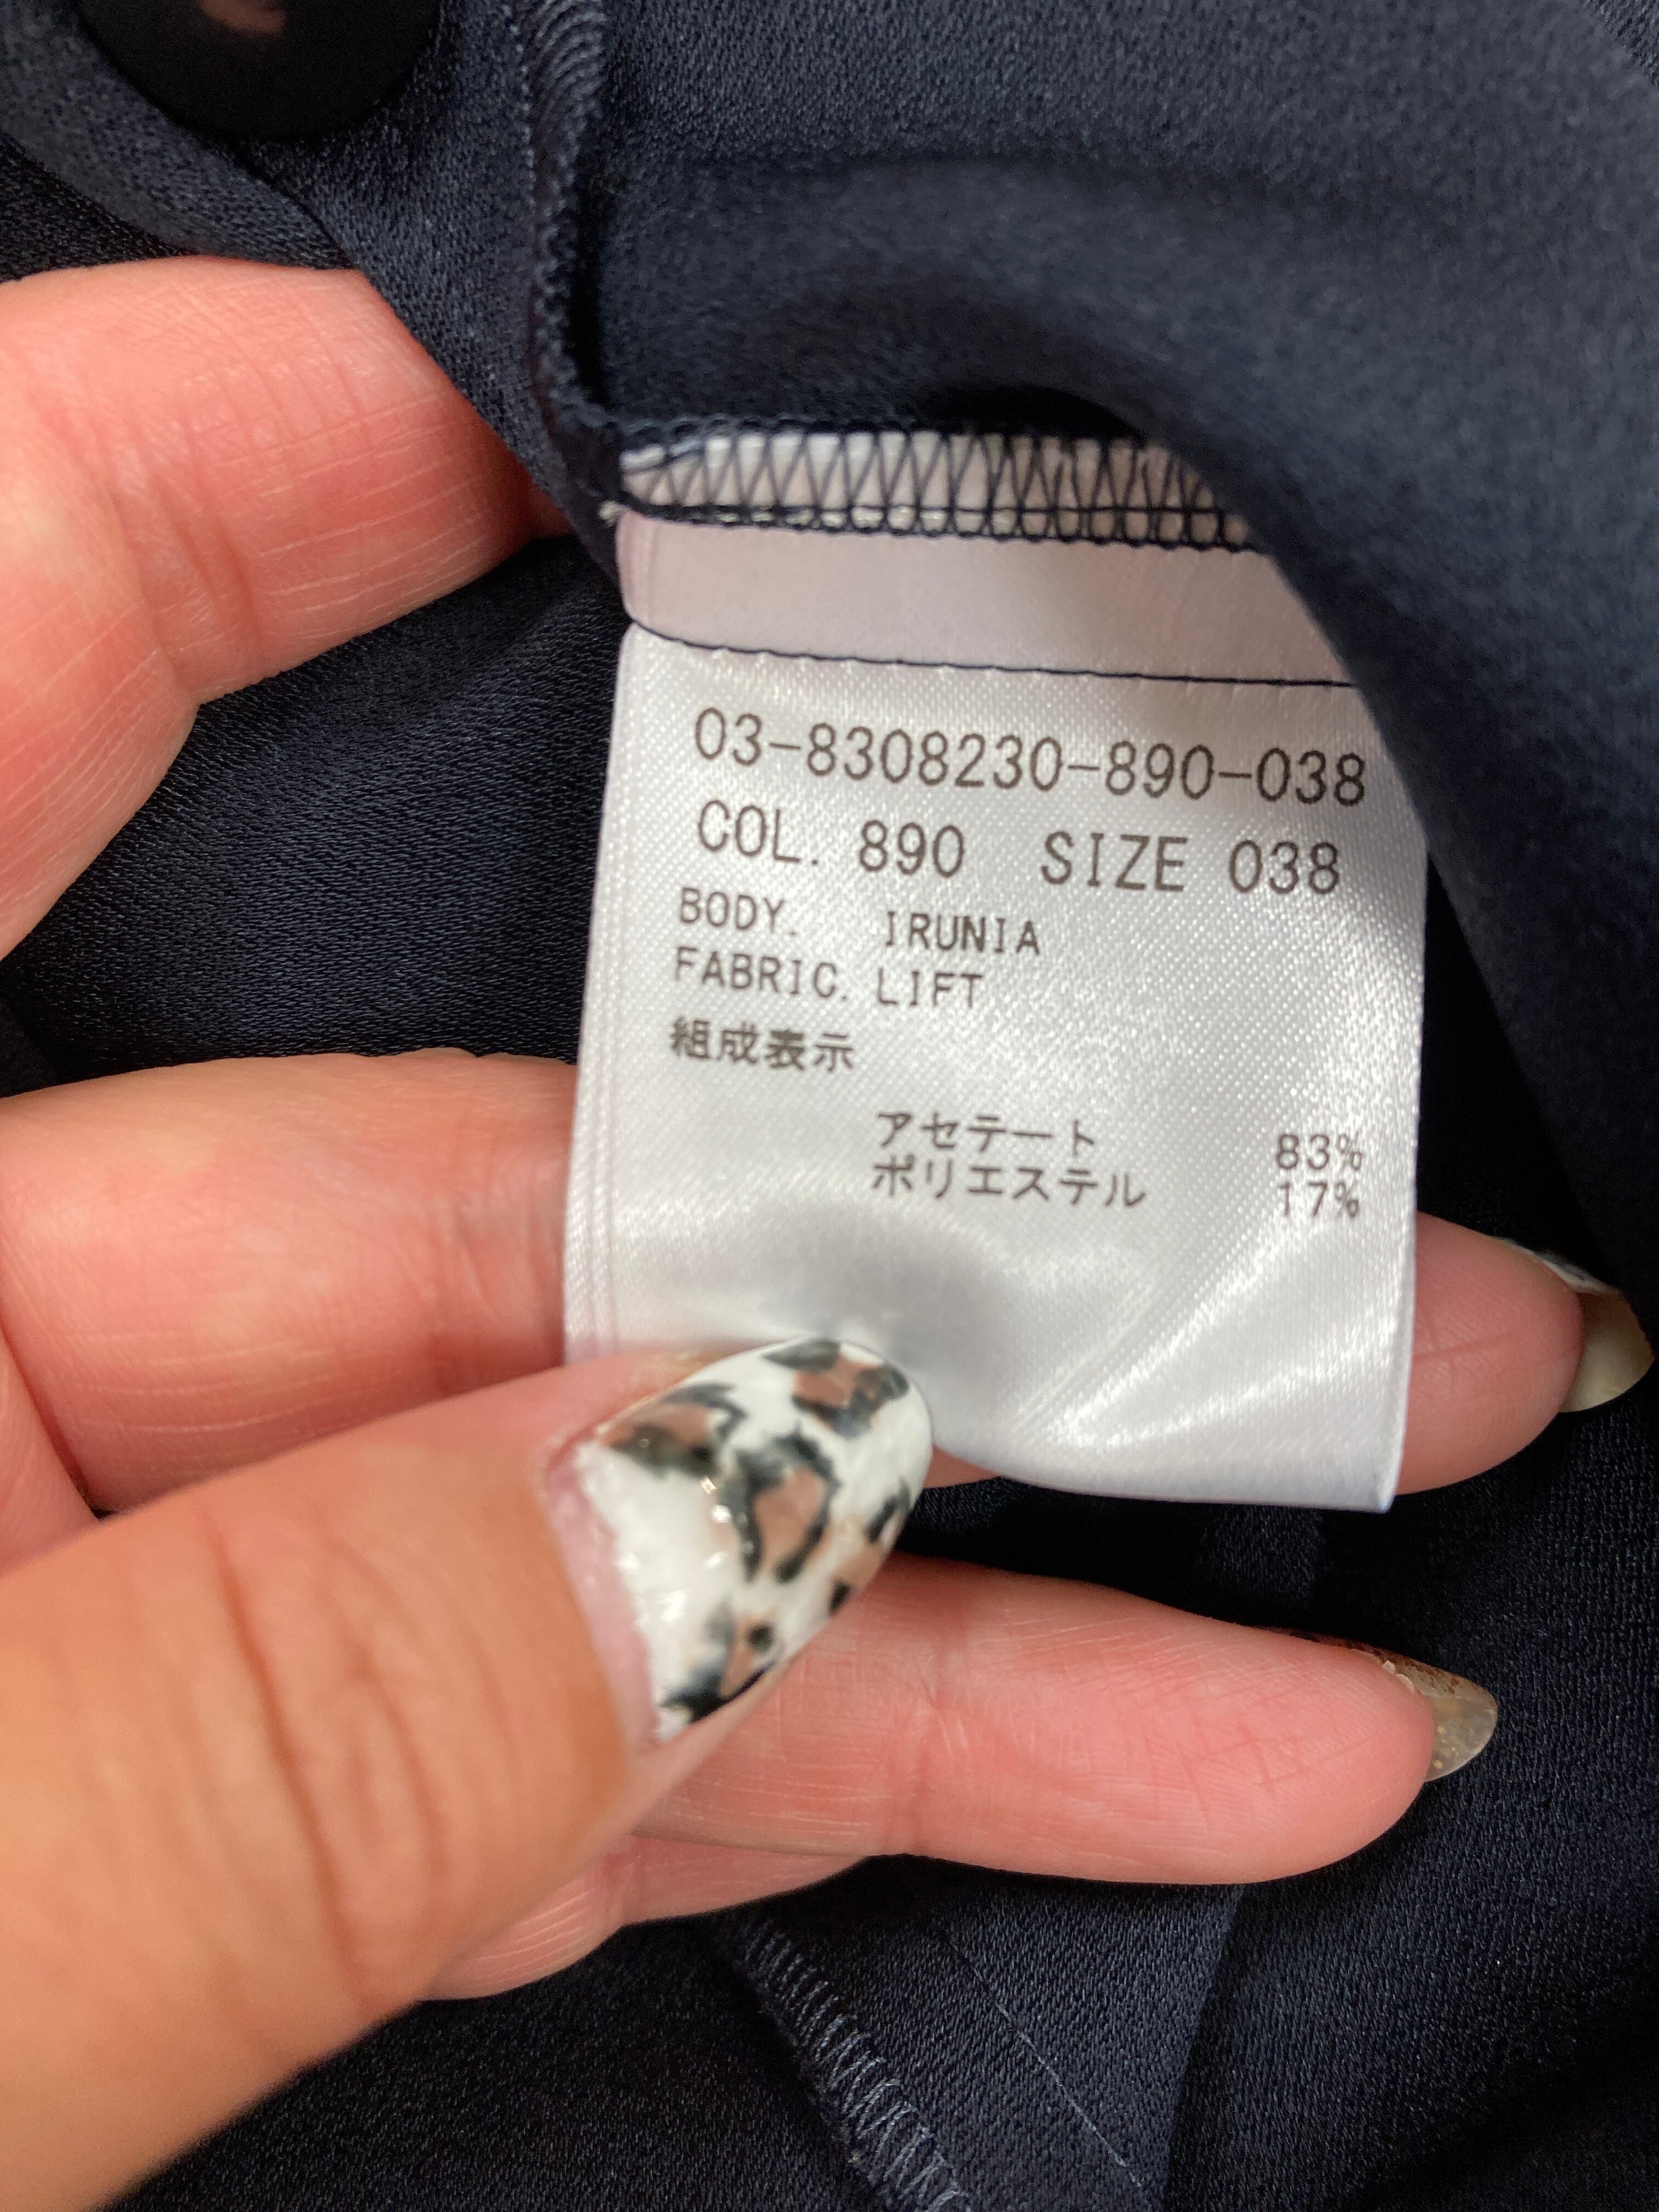 03-8308230-890-038
COL. 890 SIZE 038
BODY. IRUNIA
FABRIC. LIFT
組成表示
アセテート 83%
ポリエステル 17%